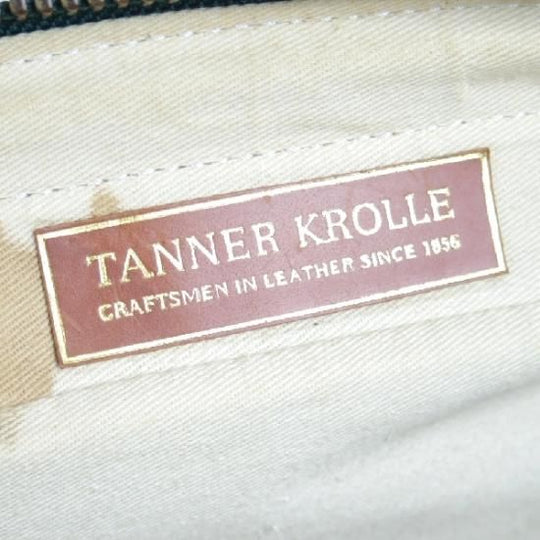 TANNER KROLLE
CRAFTSMEN IN LEATHER SINCE 1856